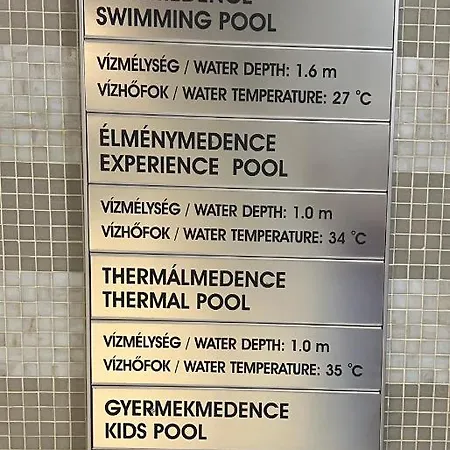 SWIMMING POOL
VÍZMÉLYSÉG / WATER DEPTH: 1.6 m
VÍZHŐFOK / WATER TEMPERATURE: 27 °C
ÉLMÉNYMEDENCE
EXPERIENCE POOL
VÍZMÉLYSÉG / WATER DEPTH: 1.0 m
VÍZHŐFOK / WATER TEMPERATURE: 34 °C
THERMÁLMEDENCE
THERMAL POOL
VÍZMÉLYSÉG / WATER DEPTH: 1.0 m
VÍZHŐFOK / WATER TEMPERATURE: 35 °C
GYERMEKMEDENCE
KIDS POOL